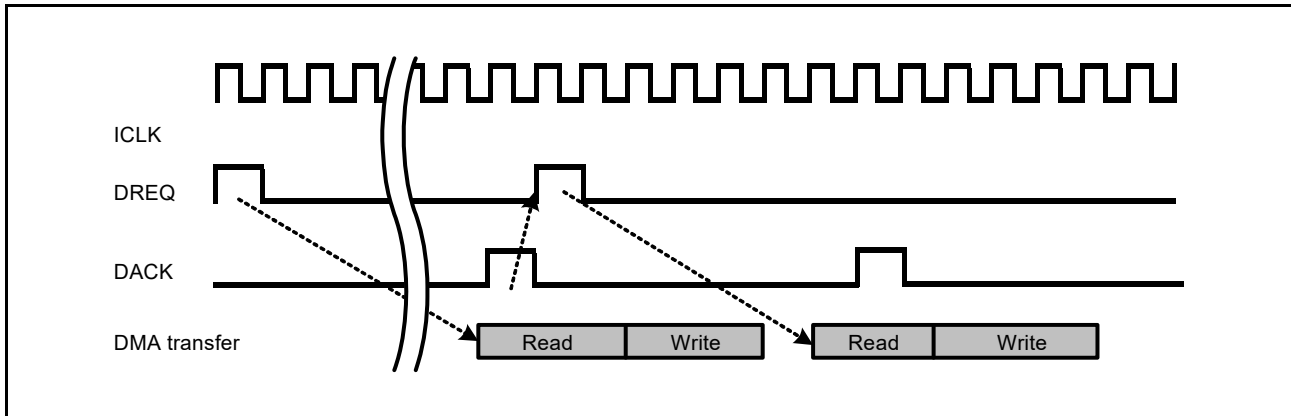 ICLK
DREQ
DACK
DMA transfer
Read
Write
Read
Write